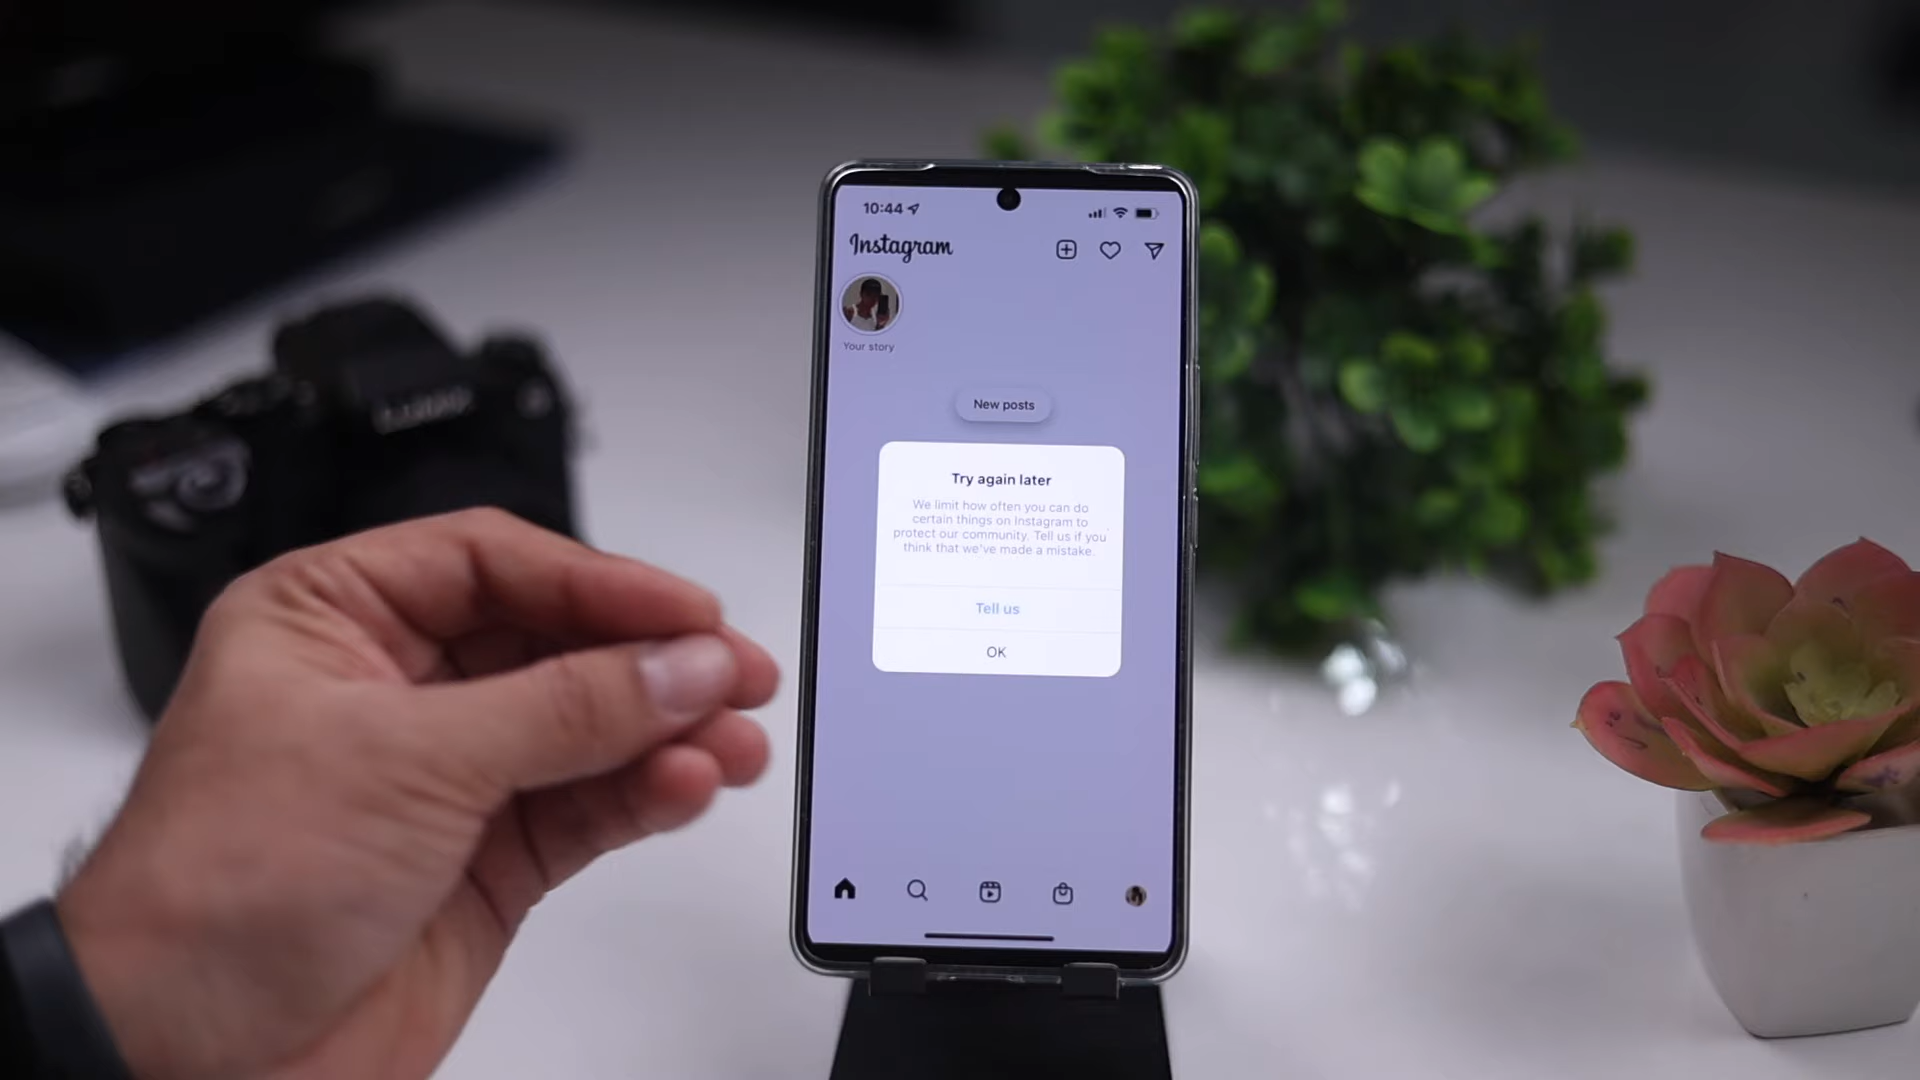 10:44
Instagram
Your story
New posts
Try again later
We limit how often you can do
certain things on Instagram to
protect our community. Tell us if you
think that we've made a mistake.
Tell us
OK